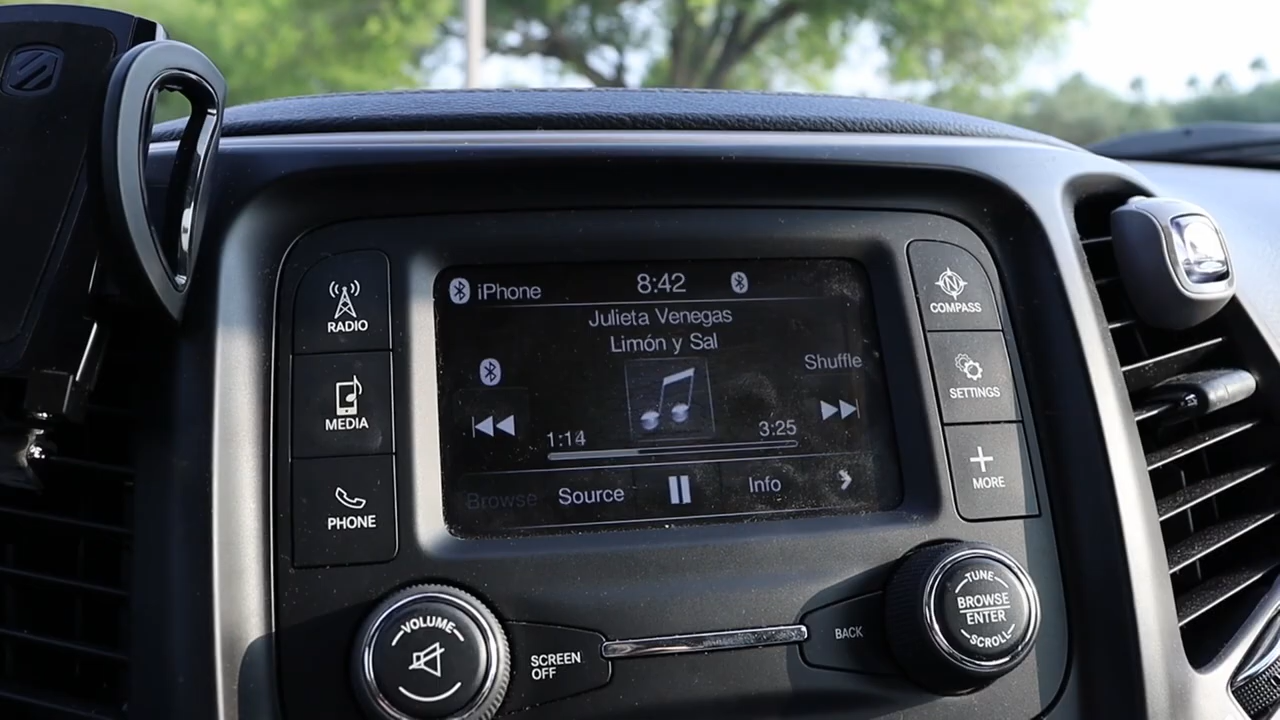 iPhone 8:42
Julieta Venegas
Limón y Sal
Shuffle
1:14 3:25
Browse Source Info
RADIO
MEDIA
PHONE
N
COMPASS
SETTINGS
MORE
VOLUME
SCREEN
OFF
BACK
TUNE
BROWSE
ENTER
SCROLL